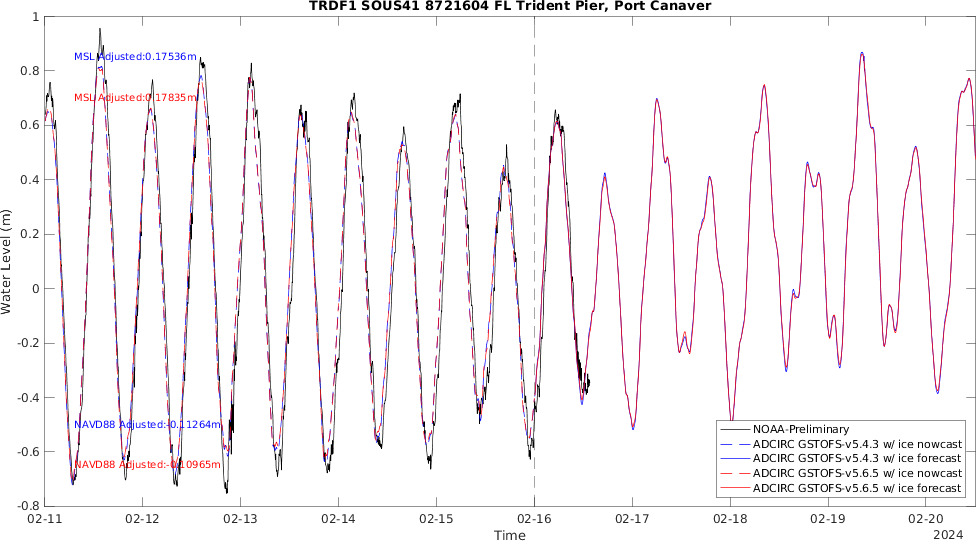 TRDF1 SOUS41 8721604 FL Trident Pier, Port Canaver
1
0.8
0.6
0.4
0.2
0
-0.2
-0.4
-0.6
-0.8
Water Level (m)
MSL Adjusted:0.17536m
MSL Adjusted:0.17835m
NAVD88 Adjusted:-0.11264m
NAVD88 Adjusted:-0.10965m
NOAA-Preliminary
ADCIRC GSTOFS-v5.4.3 w/ ice nowcast
ADCIRC GSTOFS-v5.4.3 w/ ice forecast
ADCIRC GSTOFS-v5.6.5 w/ ice nowcast
ADCIRC GSTOFS-v5.6.5 w/ ice forecast
02-11 02-12 02-13 02-14 02-15 02-16 02-17 02-18 02-19 02-20
Time
2024